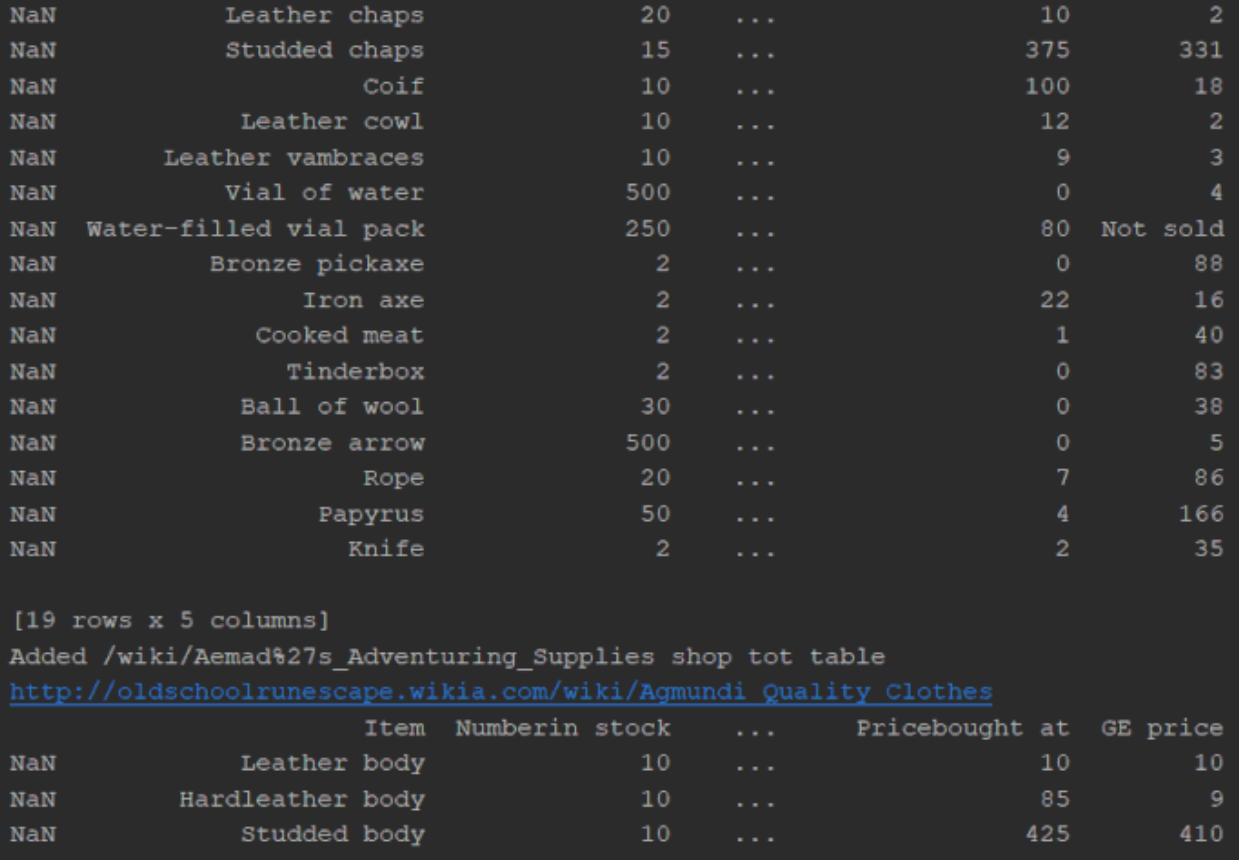 NaN Leather chaps 20 ... 10 2
NaN Studded chaps 15 ... 375 331
NaN Coif 10 ... 100 18
NaN Leather cowl 10 ... 12 2
NaN Leather vambraces 10 ... 9 3
NaN Vial of water 500 ... 0 4
NaN Water-filled vial pack 250 ... 80 Not sold
NaN Bronze pickaxe 2 ... 0 88
NaN Iron axe 2 ... 22 16
NaN Cooked meat 2 ... 1 40
NaN Tinderbox 2 ... 0 83
NaN Ball of wool 30 ... 0 38
NaN Bronze arrow 500 ... 0 5
NaN Rope 20 ... 7 86
NaN Papyrus 50 ... 4 166
NaN Knife 2 ... 2 35
[19 rows x 5 columns]
Added /wiki/Aemad%27s_Adventuring_Supplies shop tot table
http://oldschoolrunescape.wikia.com/wiki/Agmundi_Quality_Clothes
Item Numberin stock ... Pricebought at GE price
NaN Leather body 10 ... 10 10
NaN Hardleather body 10 ... 85 9
NaN Studded body 10 ... 425 410